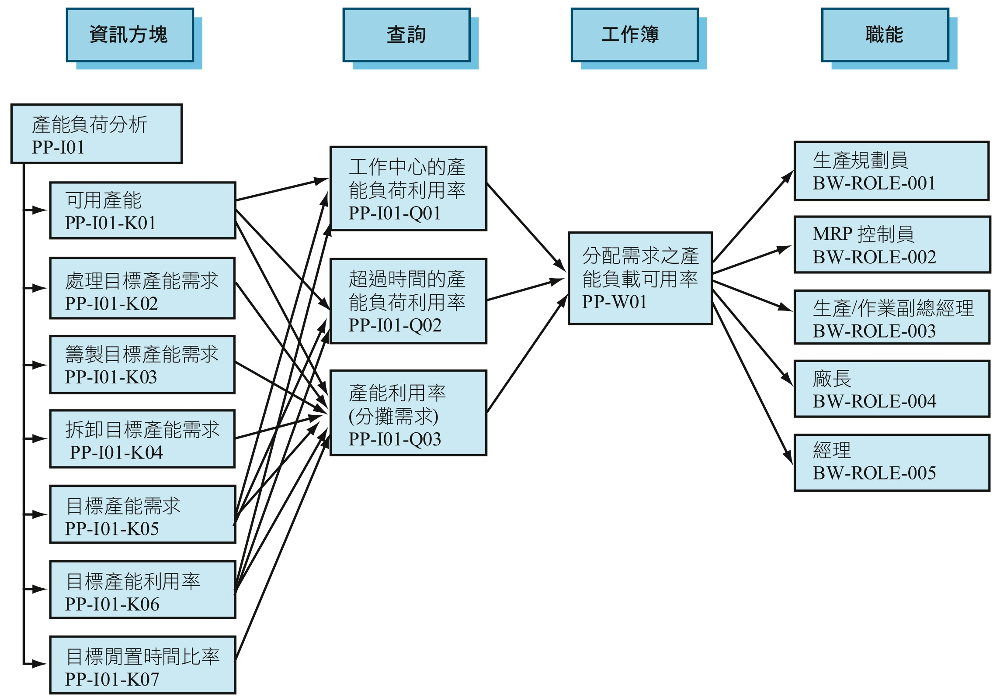 資訊方塊
查詢
工作簿
職能
產能負荷分析
PP-I01
可用產能
PP-I01-K01
處理目標產能需求
PP-I01-K02
籌製目標產能需求
PP-I01-K03
拆卸目標產能需求
PP-I01-K04
目標產能需求
PP-I01-K05
目標產能利用率
PP-I01-K06
目標閒置時間比率
PP-I01-K07
工作中心的產
能負荷利用率
PP-I01-Q01
超過時間的產
能負荷利用率
PP-I01-Q02
產能利用率
(分攤需求)
PP-I01-Q03
分配需求之產
能負載可用率
PP-W01
生產規劃員
BW-ROLE-001
MRP 控制員
BW-ROLE-002
生產/作業副總經理
BW-ROLE-003
廠長
BW-ROLE-004
經理
BW-ROLE-005